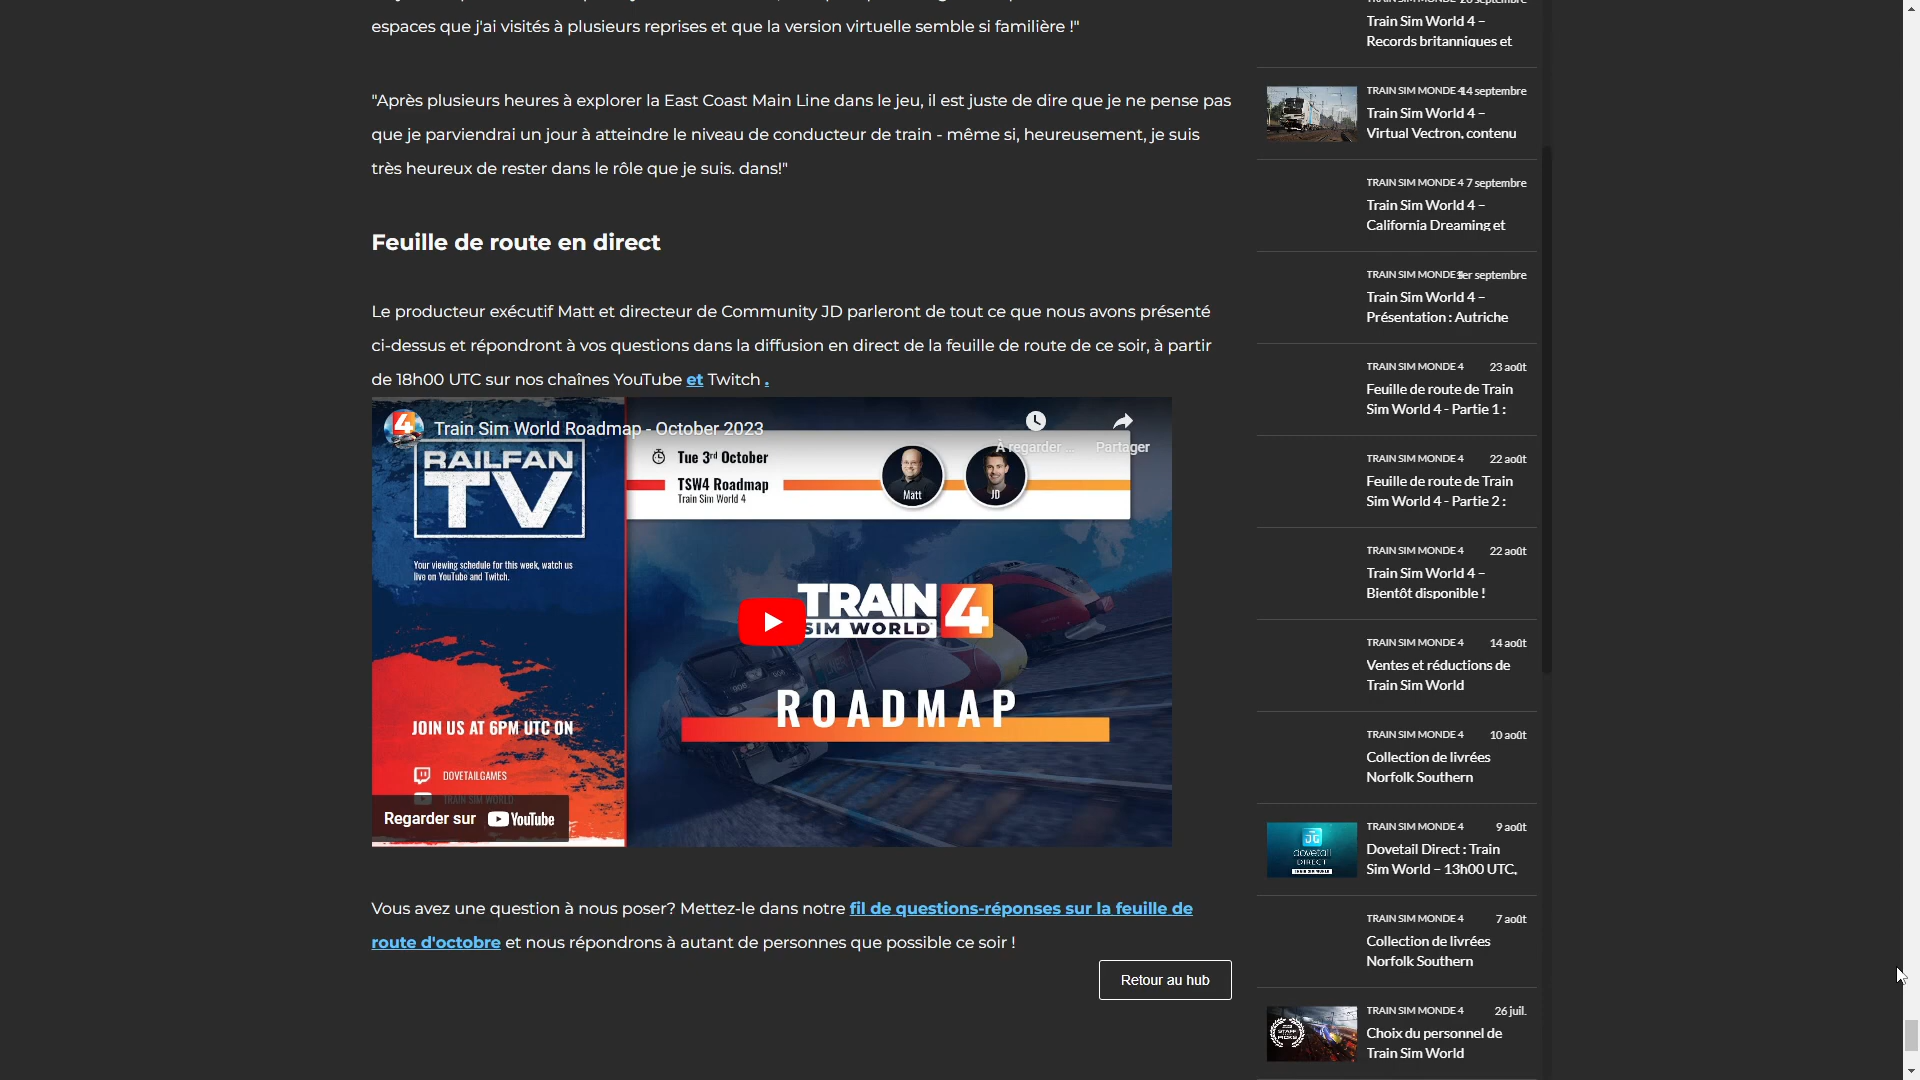 espaces que j'ai visités à plusieurs reprises et que la version virtuelle semble si familière !"
"Après plusieurs heures à explorer la East Coast Main Line dans le jeu, il est juste de dire que je ne pense pas
que je parviendrai un jour à atteindre le niveau de conducteur de train - même si, heureusement, je suis
très heureux de rester dans le rôle que je suis. dans!"
Feuille de route en direct
Le producteur exécutif Matt et directeur de Community JD parleront de tout ce que nous avons présenté
ci-dessus et répondront à vos questions dans la diffusion en direct de la feuille de route de ce soir, à partir
de 18h00 UTC sur nos chaînes YouTube et Twitch .
Train Sim World Roadmap - October 2023
À regarder ...
Partager
RAILFAN
TV
Your viewing schedule for this week, watch us
live on YouTube and Twitch.
JOIN US AT 6PM UTC ON
DOVETAILGAMES
TRAIN SIM WORLD
Regarder sur YouTube
Tue 3rd October
TSW4 Roadmap
Train Sim World 4
Matt
JD
TRAIN 4
SIM WORLD
ROADMAP
Vous avez une question à nous poser? Mettez-le dans notre fil de questions-réponses sur la feuille de
route d'octobre et nous répondrons à autant de personnes que possible ce soir !
Retour au hub
Train Sim World 4 –
Records britanniques et
TRAIN SIM MONDE 4 14 septembre
Train Sim World 4 –
Virtual Vectron, contenu
TRAIN SIM MONDE 4 7 septembre
Train Sim World 4 –
California Dreaming et
TRAIN SIM MONDE 4 1er septembre
Train Sim World 4 –
Présentation : Autriche
TRAIN SIM MONDE 4 23 août
Feuille de route de Train
Sim World 4 - Partie 1 :
TRAIN SIM MONDE 4 22 août
Feuille de route de Train
Sim World 4 - Partie 2 :
TRAIN SIM MONDE 4 22 août
Train Sim World 4 –
Bientôt disponible !
TRAIN SIM MONDE 4 14 août
Ventes et réductions de
Train Sim World
TRAIN SIM MONDE 4 10 août
Collection de livrées
Norfolk Southern
dovetail
DIRECT
TRAIN SIM MONDE 4 9 août
Dovetail Direct : Train
Sim World – 13h00 UTC,
TRAIN SIM MONDE 4 7 août
Collection de livrées
Norfolk Southern
STAFF
PICKS
TRAIN SIM MONDE 4 26 juil.
Choix du personnel de
Train Sim World